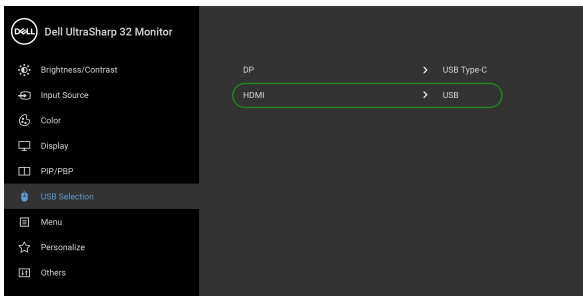 DELL Dell UltraSharp 32 Monitor
Brightness/Contrast
Input Source
Color
Display
PIP/PBP
USB Selection
Menu
Personalize
Others
DP > USB Type-C
HDMI > USB